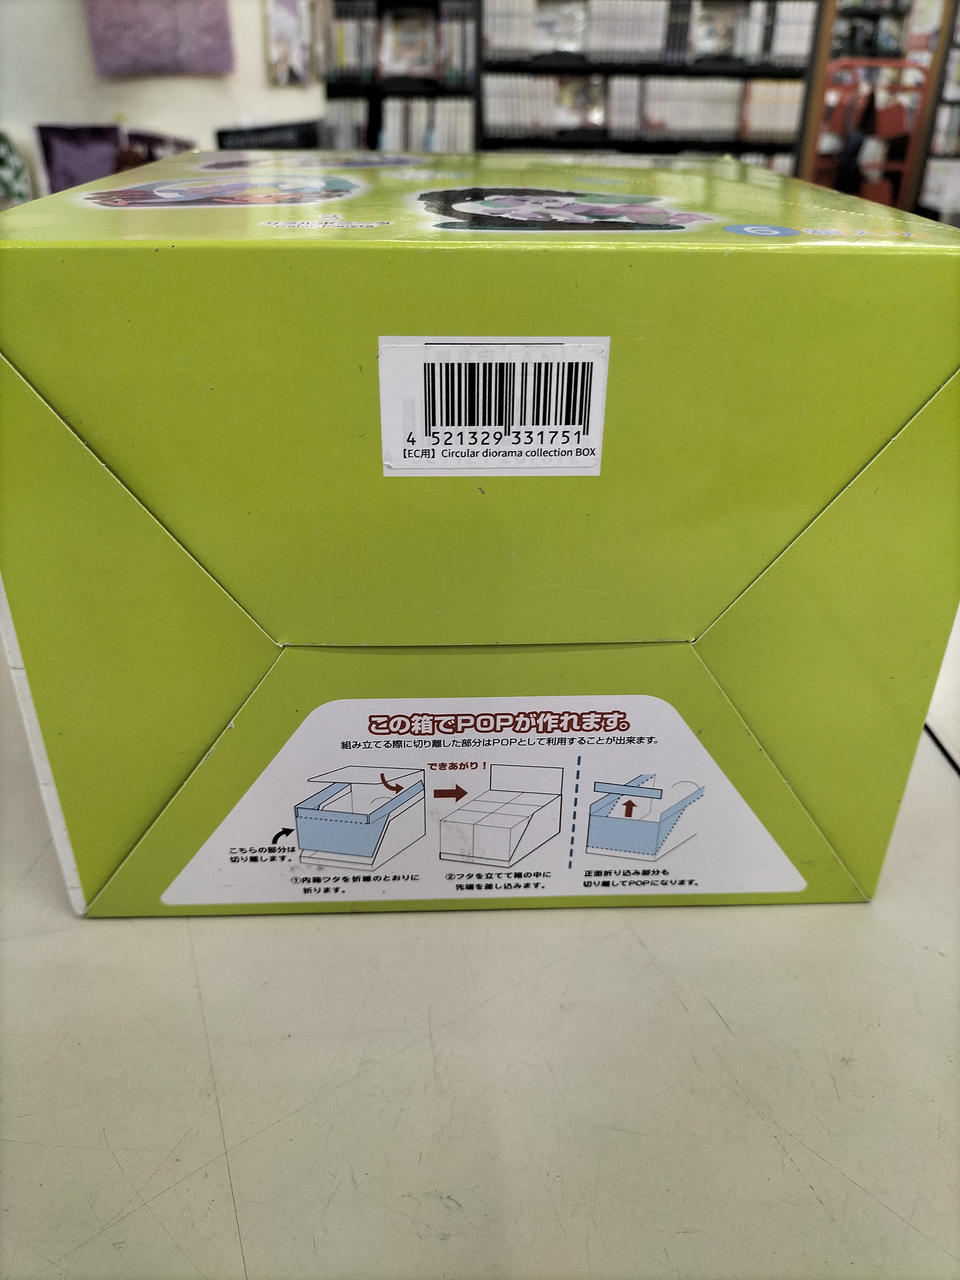 6
4 521329 331751
【EC用】Circular diorama collection BOX
この箱でPOPが作れます。
組み立てる際に切り離した部分はPOPとして利用することが出来ます。
できあがり！
こちらの部分は
切り離します。
①内箱フタを折線のとおりに
折ります。
②フタを立てて箱の中に
先端を差し込みます。
正面折り込み部分も
切り離してPOPになります。